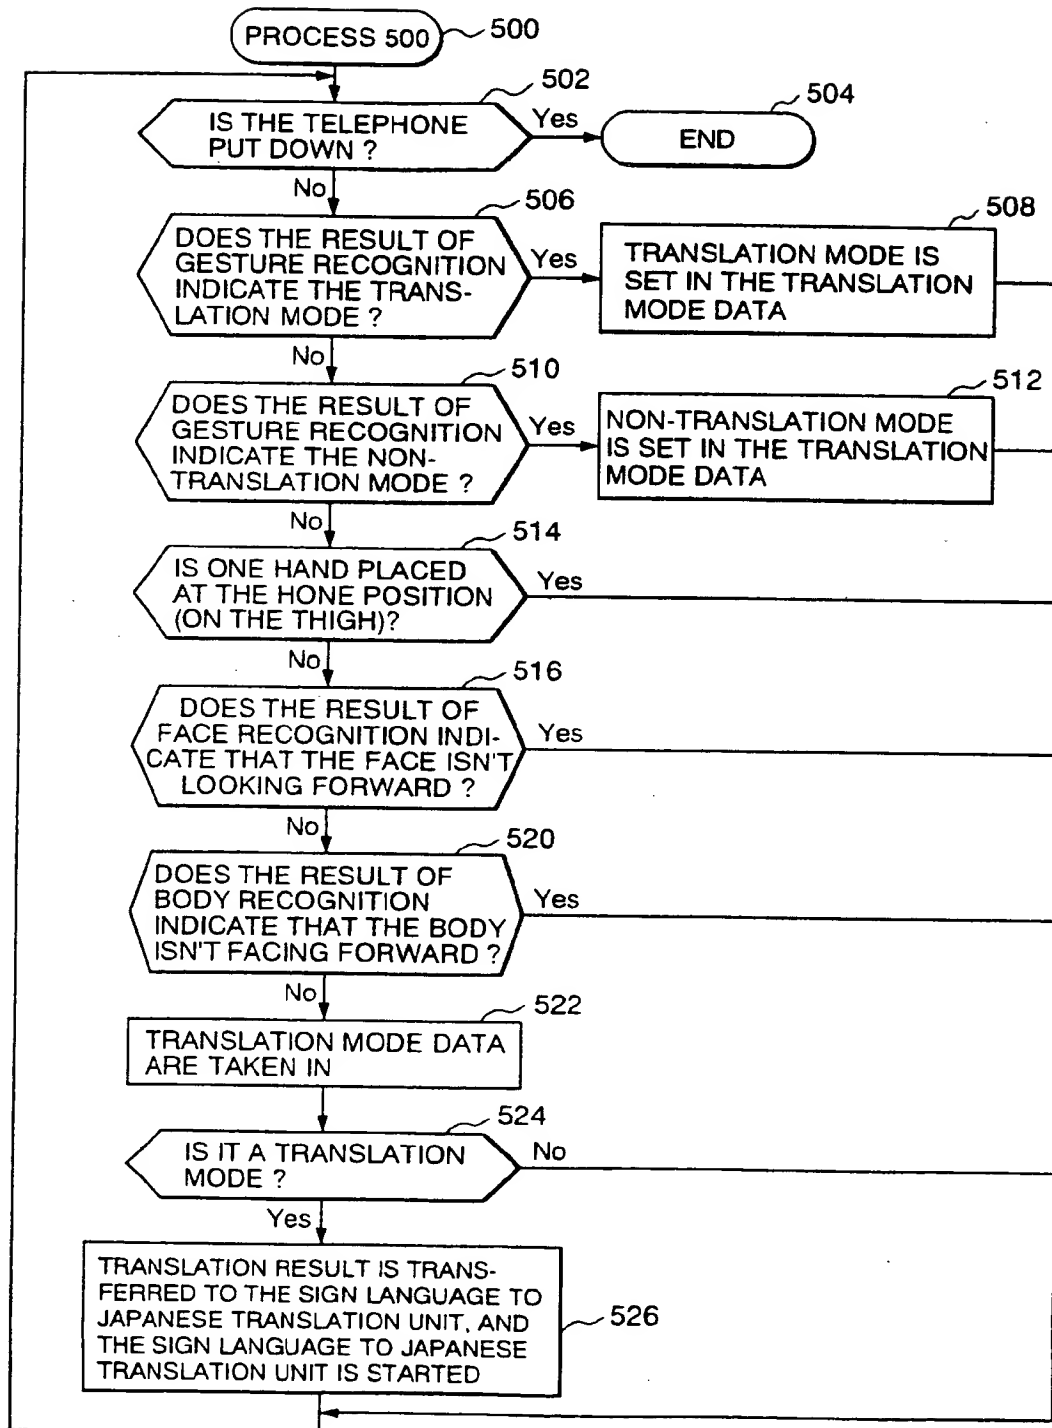 PROCESS 500
500
502
IS THE TELEPHONE
PUT DOWN ?
Yes
504
END
No
506
DOES THE RESULT OF
GESTURE RECOGNITION
INDICATE THE TRANS-
LATION MODE ?
Yes
508
TRANSLATION MODE IS
SET IN THE TRANSLATION
MODE DATA
No
510
DOES THE RESULT OF
GESTURE RECOGNITION
INDICATE THE NON-
TRANSLATION MODE ?
Yes
512
NON-TRANSLATION MODE
IS SET IN THE TRANSLATION
MODE DATA
No
514
IS ONE HAND PLACED
AT THE HONE POSITION
(ON THE THIGH)?
Yes
No
516
DOES THE RESULT OF
FACE RECOGNITION INDI-
CATE THAT THE FACE ISN'T
LOOKING FORWARD ?
Yes
No
520
DOES THE RESULT OF
BODY RECOGNITION
INDICATE THAT THE BODY
ISN'T FACING FORWARD ?
Yes
No
522
TRANSLATION MODE DATA
ARE TAKEN IN
524
IS IT A TRANSLATION
MODE ?
No
Yes
TRANSLATION RESULT IS TRANS-
FERRED TO THE SIGN LANGUAGE TO
JAPANESE TRANSLATION UNIT, AND
THE SIGN LANGUAGE TO JAPANESE
TRANSLATION UNIT IS STARTED
526